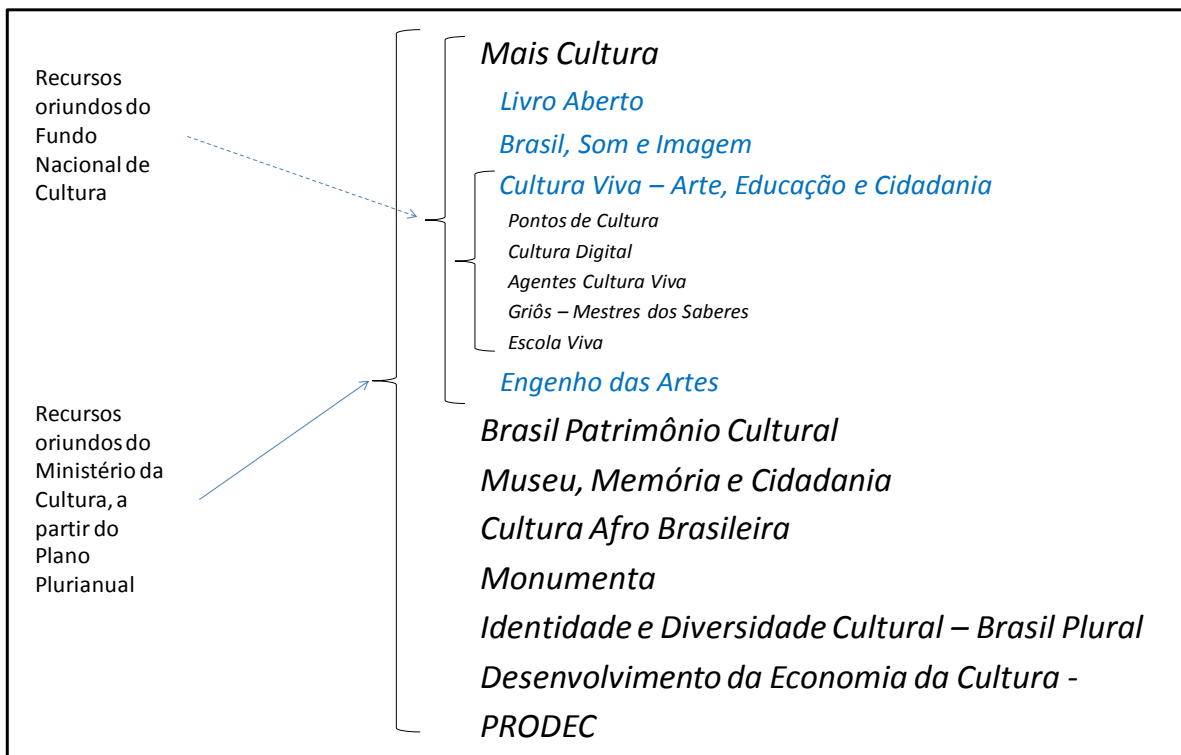 Recursos
oriundos do
Fundo
Nacional de
Cultura
Recursos
oriundos do
Ministério da
Cultura, a
partir do
Plano
Plurianual
Mais Cultura
Livro Aberto
Brasil, Som e Imagem
Cultura Viva – Arte, Educação e Cidadania
Pontos de Cultura
Cultura Digital
Agentes Cultura Viva
Griôs – Mestres dos Saberes
Escola Viva
Engenho das Artes
Brasil Patrimônio Cultural
Museu, Memória e Cidadania
Cultura Afro Brasileira
Monumenta
Identidade e Diversidade Cultural – Brasil Plural
Desenvolvimento da Economia da Cultura -
PRODEC